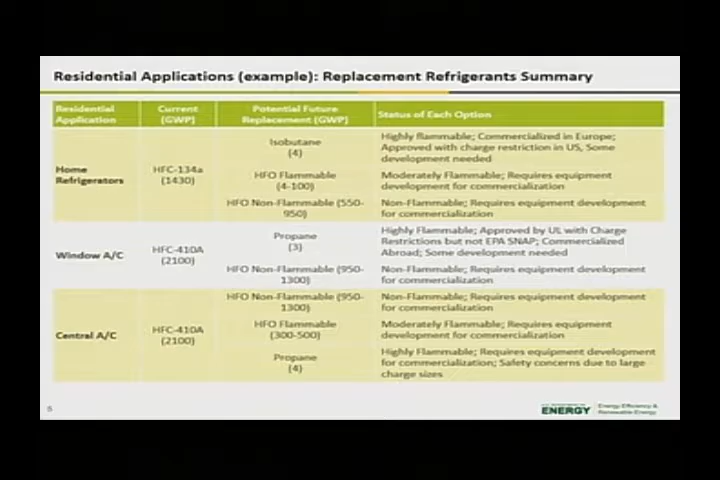 Residential Applications (example): Replacement Refrigerants Summary
Residential
Application
Current
(GWP)
Potential Future
Replacement (GWP)
Status of Each Option
Home
Refrigerators
HFC-134a
(1430)
Isobutane
(4)
Highly flammable; Commercialized in Europe;
Approved with charge restriction in US, Some
development needed
HFO Flammable
(4-100)
Moderately Flammable; Requires equipment
development for commercialization
HFO Non-Flammable (550-
950)
Non-Flammable; Requires equipment development
for commercialization
Window A/C
HFC-410A
(2100)
Propane
(3)
Highly Flammable; Approved by UL with Charge
Restrictions but not EPA SNAP; Commercialized
Abroad; Some development needed
HFO Non-Flammable (950-
1300)
Non-Flammable; Requires equipment development
for commercialization
Central A/C
HFC-410A
(2100)
HFO Non-Flammable (950-
1300)
Non-Flammable; Requires equipment development
for commercialization
HFO Flammable
(300-500)
Moderately Flammable; Requires equipment
development for commercialization
Propane
(4)
Highly Flammable; Requires equipment development
for commercialization; Safety concerns due to large
charge sizes
ENERGY
Energy Efficiency &
Renewable Energy